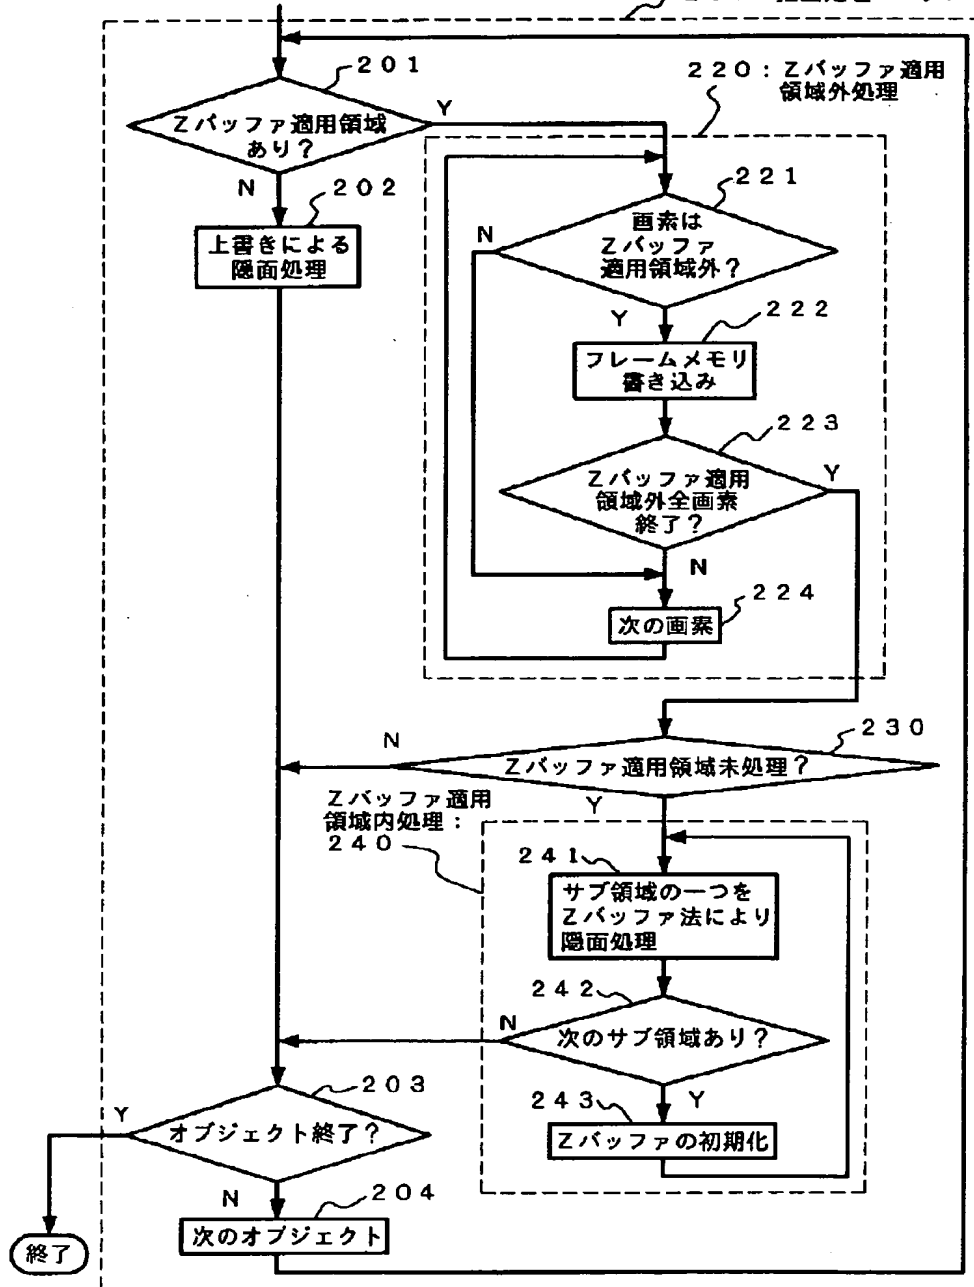 201
Zバッファ適用領域
あり?
Y
N
202
上書きによる
隠面処理
220:Zバッファ適用
領域外処理
221
画素は
Zバッファ
適用領域外?
N
Y
222
フレームメモリ
書き込み
223
Zバッファ適用
領域外全画素
終了?
Y
N
224
次の画素
230
Zバッファ適用領域未処理?
N
Y
Zバッファ適用
領域内処理:
240
241
サブ領域の一つを
Zバッファ法により
隠面処理
242
次のサブ領域あり?
N
Y
243
Zバッファの初期化
203
オブジェクト終了?
Y
N
204
次のオブジェクト
終了